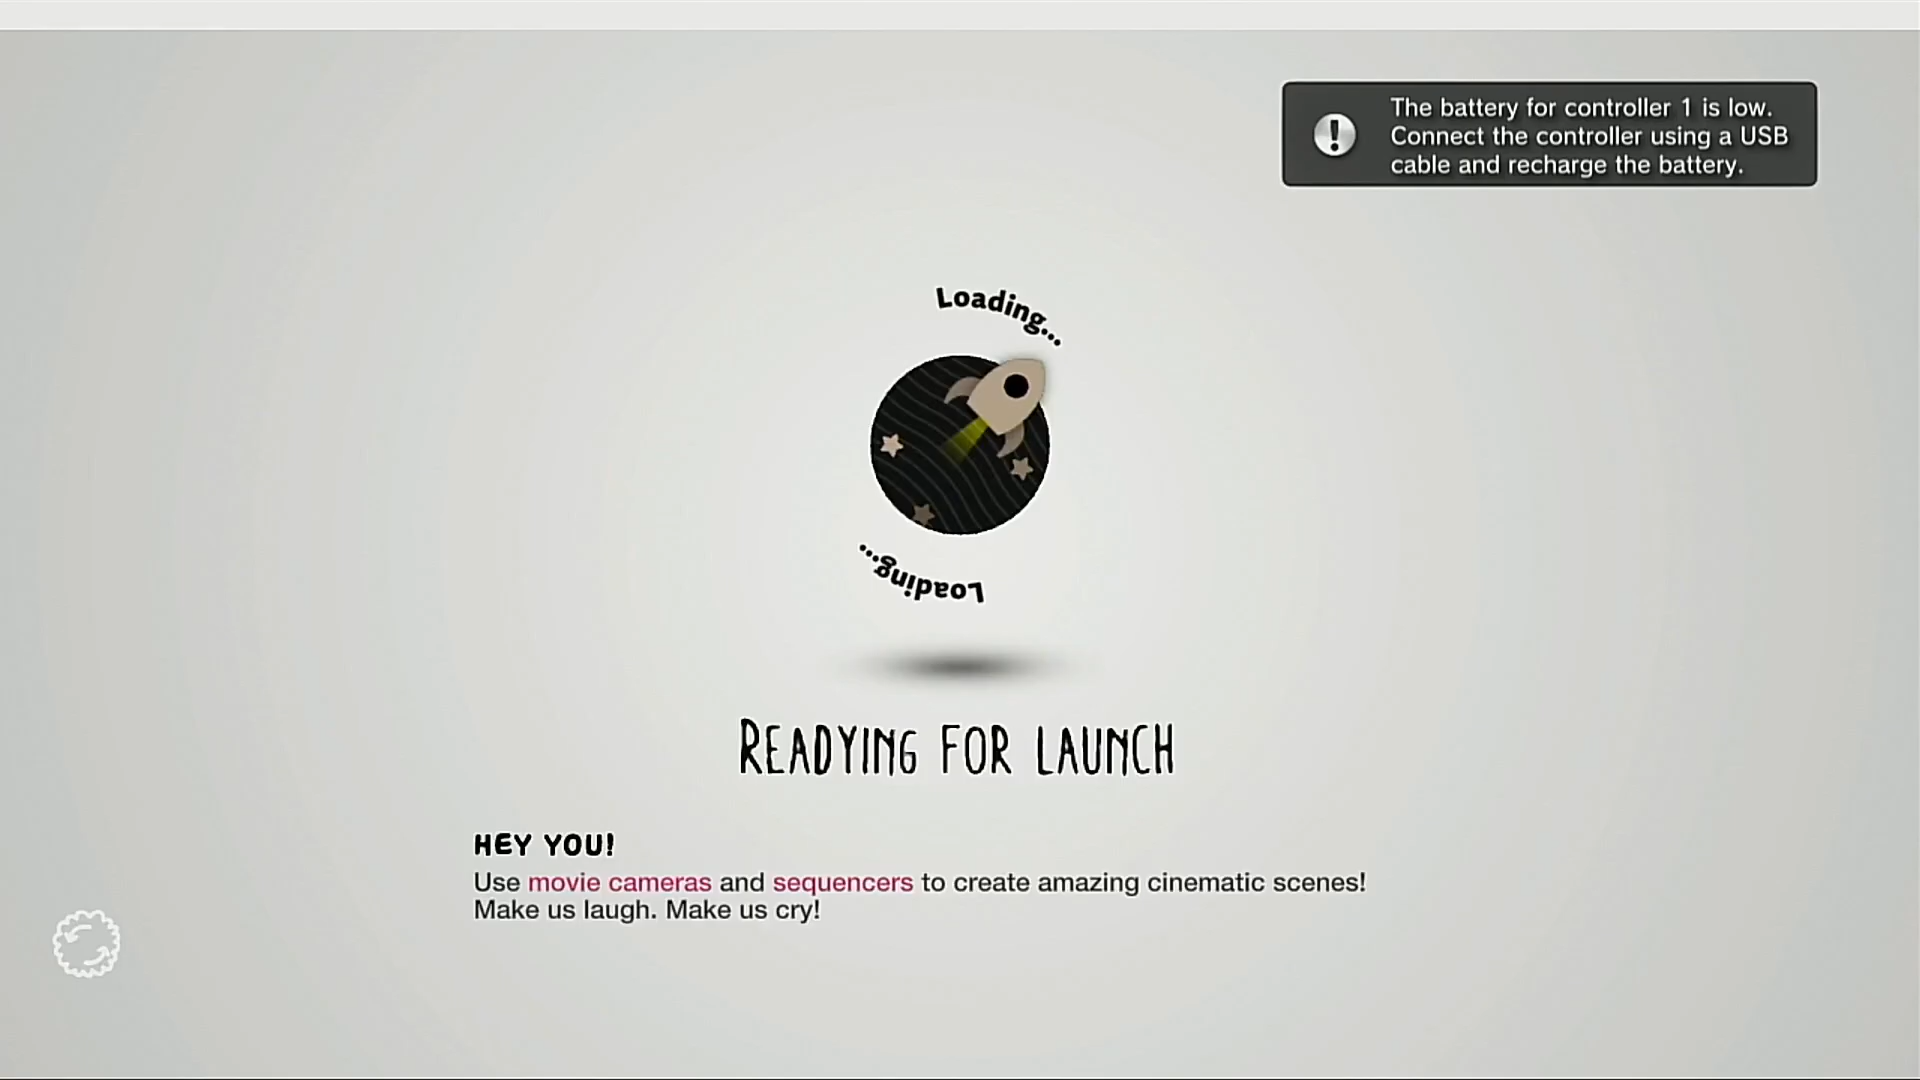 The battery for controller 1 is low.
Connect the controller using a USB
cable and recharge the battery.
Loading...
Loading...
READYING FOR LAUNCH
HEY YOU!
Use movie cameras and sequencers to create amazing cinematic scenes!
Make us laugh. Make us cry!